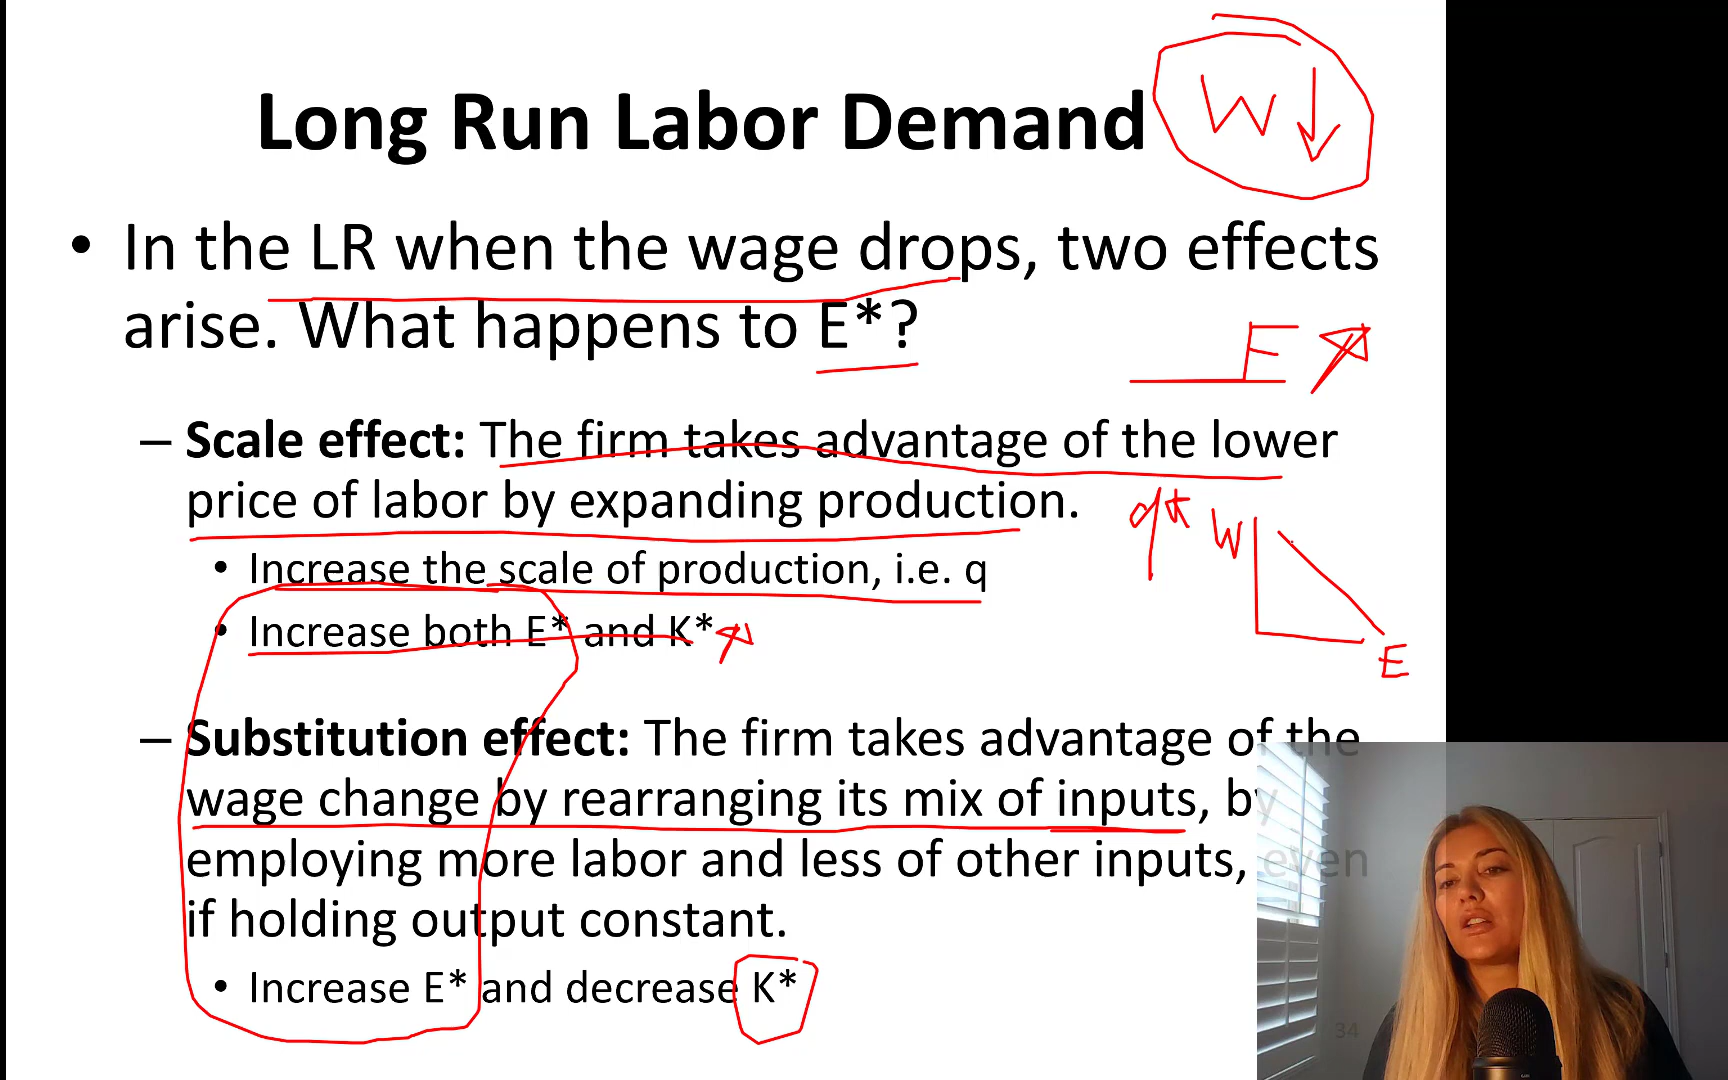 Long Run Labor Demand W↓
• In the LR when the wage drops, two effects
arise. What happens to E*?
E
– Scale effect: The firm takes advantage of the lower
price of labor by expanding production.
q* W
• Increase the scale of production, i.e. q
• Increase both E* and K*
E
– Substitution effect: The firm takes advantage of the
wage change by rearranging its mix of inputs, by
employing more labor and less of other inputs, even
if holding output constant.
• Increase E* and decrease K*
34